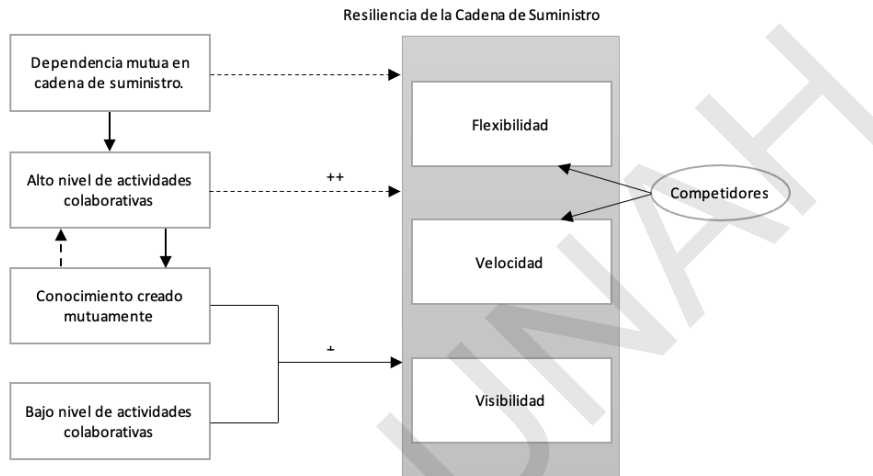 Resiliencia de la Cadena de Suministro
Dependencia mutua en
cadena de suministro.
Flexibilidad
Alto nivel de actividades
colaborativas
++
Competidores
Velocidad
Conocimiento creado
mutuamente
+
Visibilidad
Bajo nivel de actividades
colaborativas
UNAH